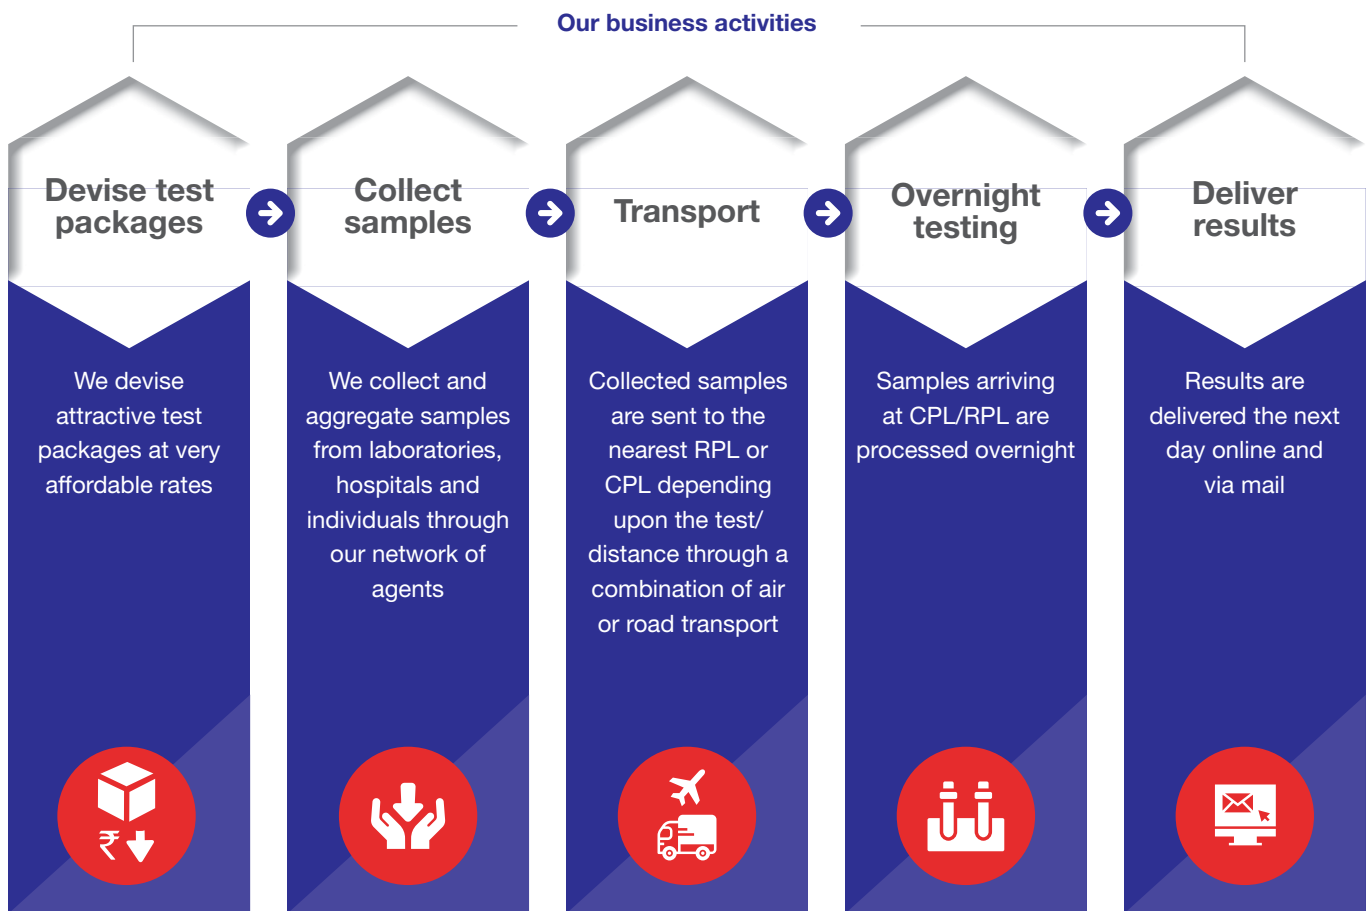 Our business activities
Devise test
packages
Collect
samples
Transport
Overnight
testing
Deliver
results
We devise
attractive test
packages at very
affordable rates
We collect and
aggregate samples
from laboratories,
hospitals and
individuals through
our network of
agents
Collected samples
are sent to the
nearest RPL or
CPL depending
upon the test/
distance through a
combination of air
or road transport
Samples arriving
at CPL/RPL are
processed overnight
Results are
delivered the next
day online and
via mail
₹